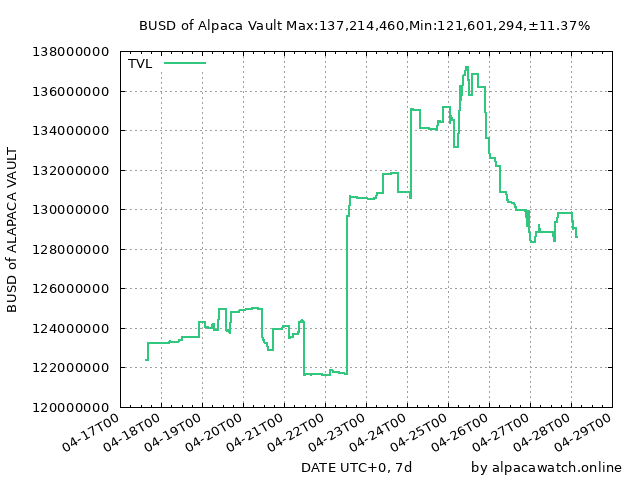 BUSD of Alpaca Vault Max:137,214,460,Min:121,601,294,±11.37%
TVL
BUSD of ALAPACA VAULT
138000000
136000000
134000000
132000000
130000000
128000000
126000000
124000000
122000000
120000000
04-17T00
04-18T00
04-19T00
04-20T00
04-21T00
04-22T00
04-23T00
04-24T00
04-25T00
04-26T00
04-27T00
04-28T00
04-29T00
DATE UTC+0, 7d
by alpacawatch.online